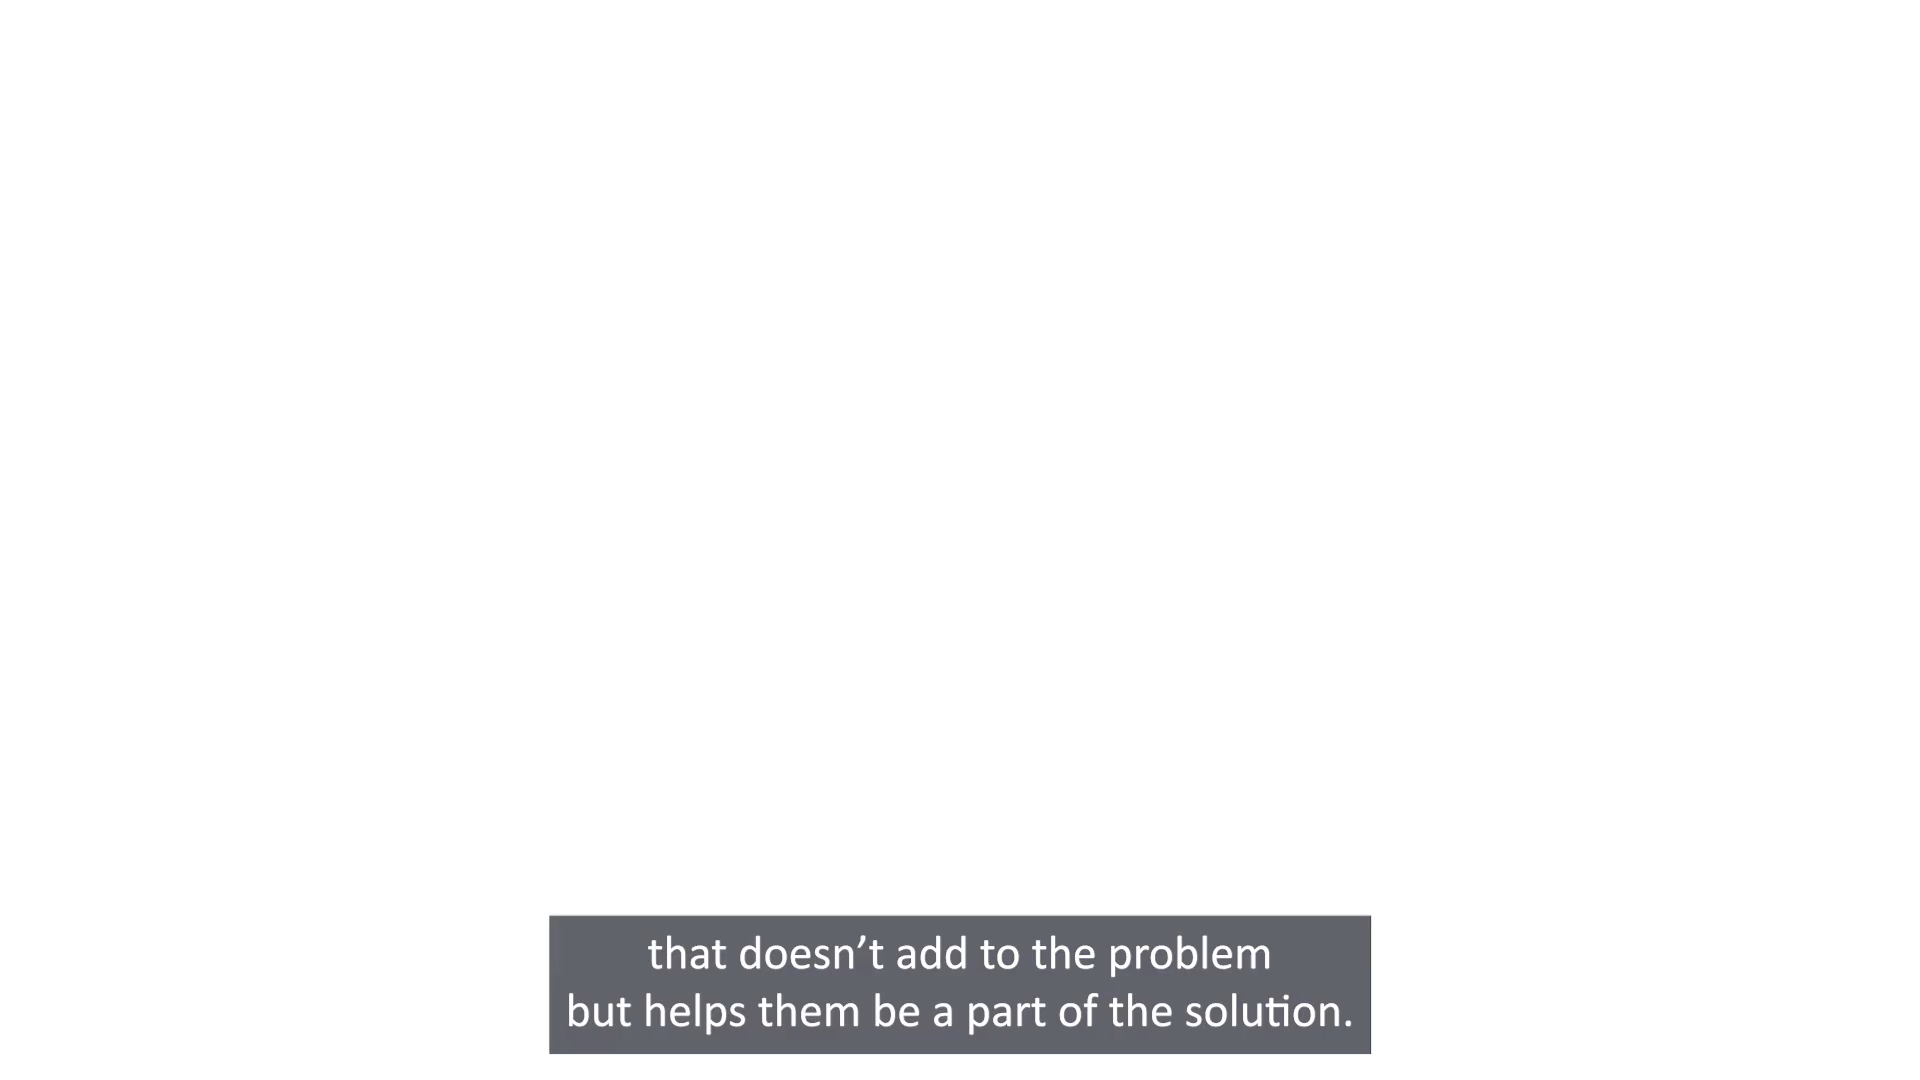 that doesn’t add to the problem
but helps them be a part of the solution.